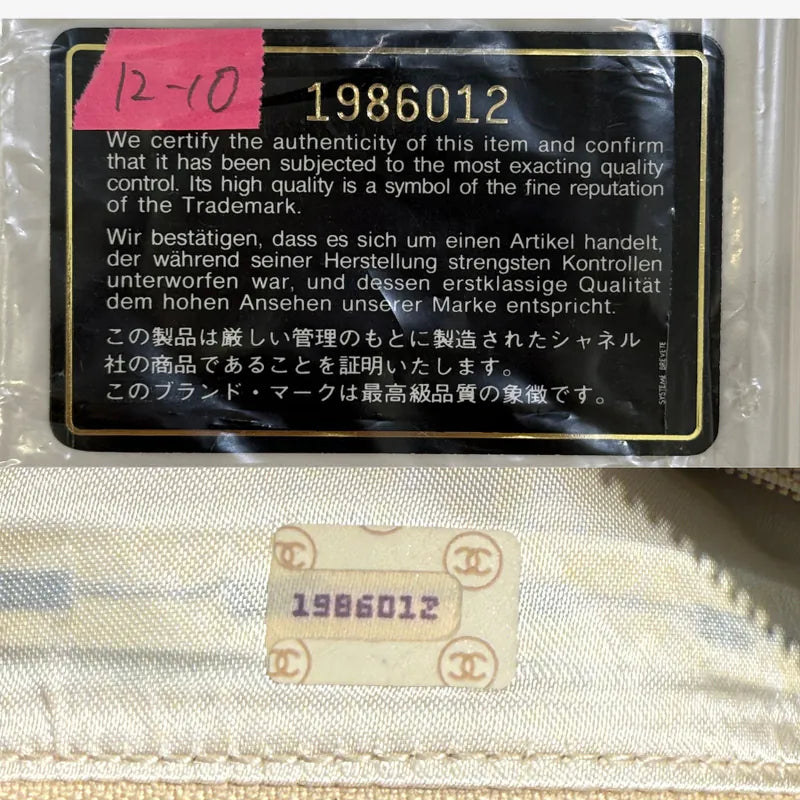 12-10
1986012
We certify the authenticity of this item and confirm
that it has been subjected to the most exacting quality
control. Its high quality is a symbol of the fine reputation
of the Trademark.
Wir bestätigen, dass es sich um einen Artikel handelt,
der während seiner Herstellung strengsten Kontrollen
unterworfen war, und dessen erstklassige Qualität
dem hohen Ansehen unserer Marke entspricht.
この製品は厳しい管理のもとに製造されたシャネル
社の商品であることを証明いたします。
このブランド・マークは最高級品質の象徴です。
SYSTEME BREVETE
1986012